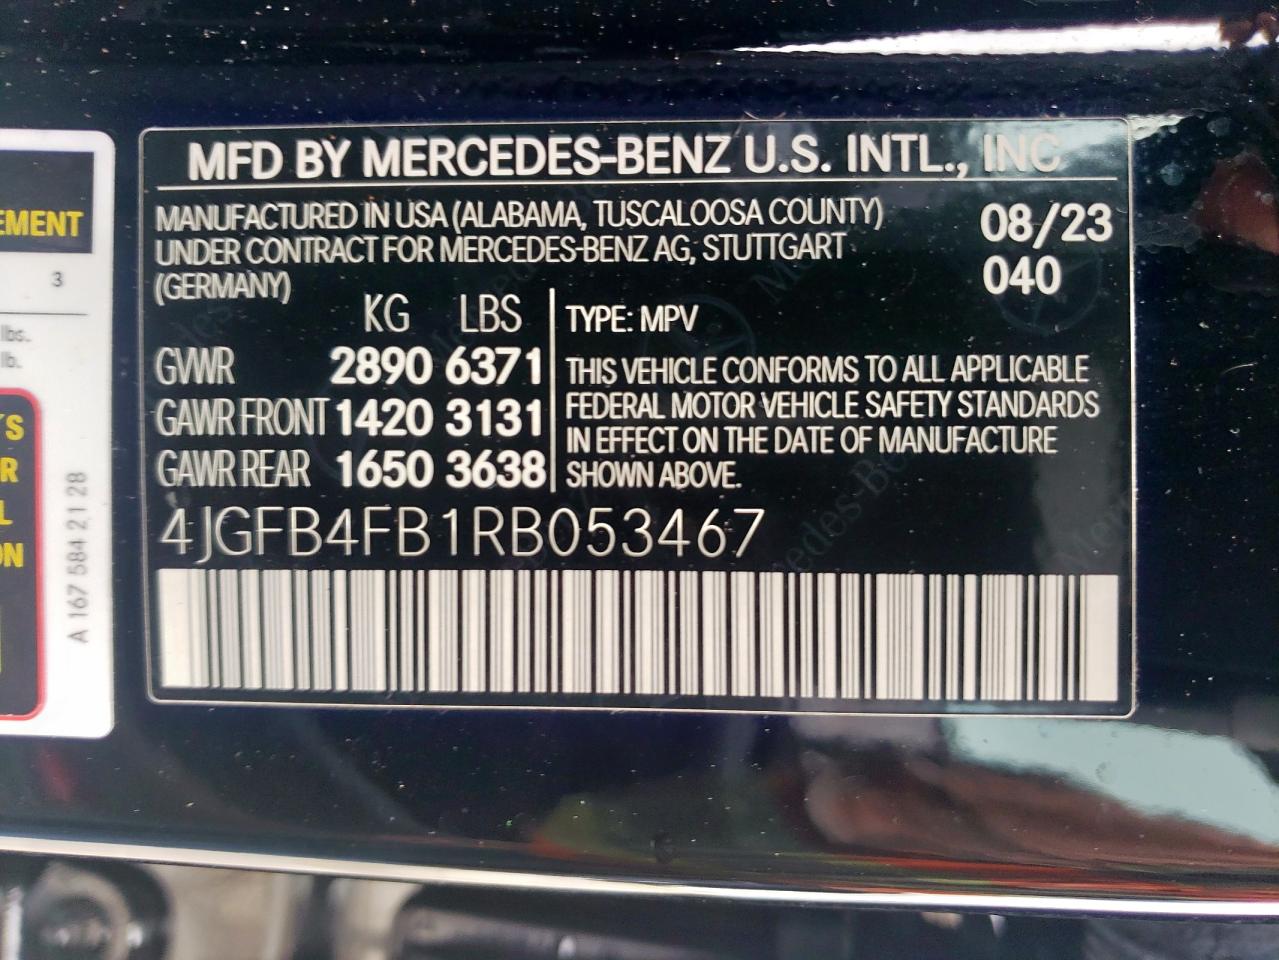 MFD BY MERCEDES-BENZ U.S. INTL., INC
MANUFACTURED IN USA (ALABAMA, TUSCALOOSA COUNTY)
UNDER CONTRACT FOR MERCEDES-BENZ AG, STUTTGART
(GERMANY)
08/23
040
KG LBS
GVWR 2890 6371
GAWR FRONT 1420 3131
GAWR REAR 1650 3638
TYPE: MPV
THIS VEHICLE CONFORMS TO ALL APPLICABLE
FEDERAL MOTOR VEHICLE SAFETY STANDARDS
IN EFFECT ON THE DATE OF MANUFACTURE
SHOWN ABOVE.
4JGFB4FB1RB053467
EMENT
3
lbs.
lb.
'S
R
L
ON
A 167 584 21 28